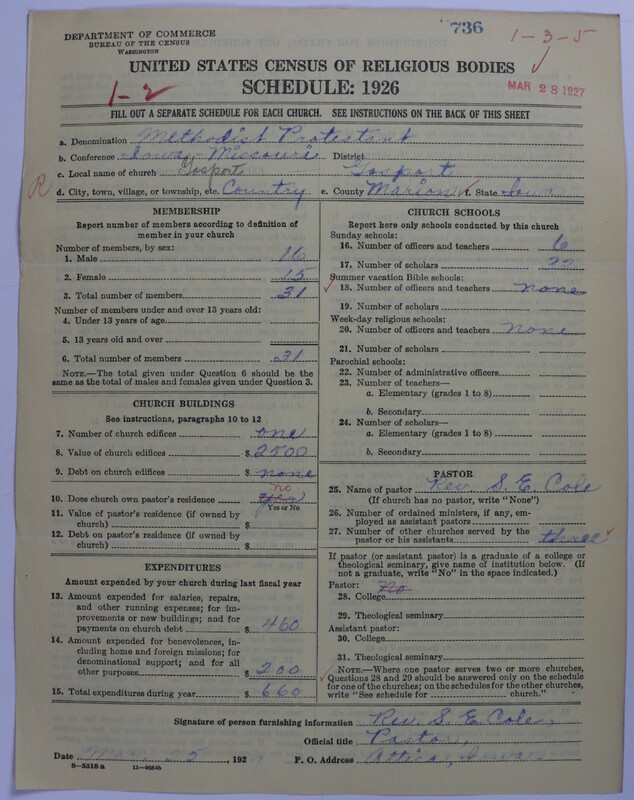 DEPARTMENT OF COMMERCE
BUREAU OF THE CENSUS
WASHINGTON
736
1-3-5
UNITED STATES CENSUS OF RELIGIOUS BODIES
SCHEDULE: 1926
1-2
MAR 28 1927
FILL OUT A SEPARATE SCHEDULE FOR EACH CHURCH. SEE INSTRUCTIONS ON THE BACK OF THIS SHEET
a. Denomination Methodist Protestant
b. Conference Iowa-Missouri District
c. Local name of church Gosport Gosport
R d. City, town, village, or township, etc. Country e. County Marion f. State Iowa
MEMBERSHIP
Report number of members according to definition of member in your church
Number of members, by sex:
1. Male 16
2. Female 15
3. Total number of members 31
Number of members under and over 13 years old:
4. Under 13 years of age
5. 13 years old and over
6. Total number of members 31
NOTE.—The total given under Question 6 should be the same as the total of males and females given under Question 3.
CHURCH BUILDINGS
See instructions, paragraphs 10 to 12
7. Number of church edifices one
8. Value of church edifices $ 2500
9. Debt on church edifices $ none
no
10. Does church own pastor's residence Yes
Yes or No
11. Value of pastor's residence (if owned by church) $
12. Debt on pastor's residence (if owned by church) $
EXPENDITURES
Amount expended by your church during last fiscal year
13. Amount expended for salaries, repairs, and other running expenses; for improvements or new buildings; and for payments on church debt $ 460
14. Amount expended for benevolences, including home and foreign missions; for denominational support; and for all other purposes $ 200
15. Total expenditures during year $ 660
CHURCH SCHOOLS
Report here only schools conducted by this church
Sunday schools:
16. Number of officers and teachers 6
17. Number of scholars
Summer vacation Bible schools:
18. Number of officers and teachers none
19. Number of scholars
Week-day religious schools:
20. Number of officers and teachers none
21. Number of scholars
Parochial schools:
22. Number of administrative officers
23. Number of teachers—
a. Elementary (grades 1 to 8)
b. Secondary
24. Number of scholars—
a. Elementary (grades 1 to 8)
b. Secondary
PASTOR
25. Name of pastor Rev. S. E. Cole
(If church has no pastor, write "None")
26. Number of ordained ministers, if any, employed as assistant pastors
27. Number of other churches served by the pastor or his assistants three
If pastor (or assistant pastor) is a graduate of a college or theological seminary, give name of institution below. (If not a graduate, write "No" in the space indicated.)
Pastor: No
28. College
29. Theological seminary
Assistant pastor:
30. College
31. Theological seminary
NOTE.—Where one pastor serves two or more churches, Questions 28 and 29 should be answered only on the schedule for one of the churches; on the schedules for the other churches, write "See schedule for church."
Signature of person furnishing information Rev. S. E. Cole,
Official title Pastor,
Date Mar. 25, 1927 P. O. Address Attica, Iowa
8-5318 a